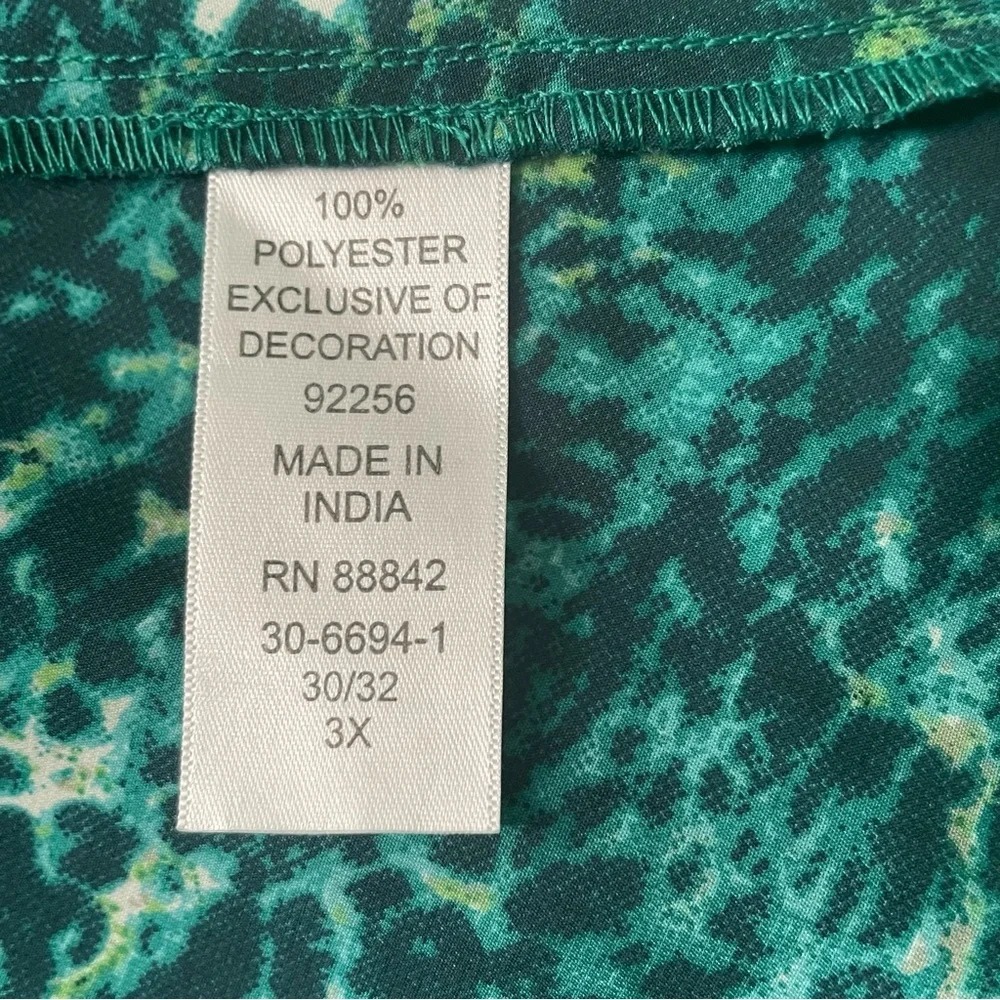 100%
POLYESTER
EXCLUSIVE OF
DECORATION
92256
MADE IN
INDIA
RN 88842
30-6694-1
30/32
3X